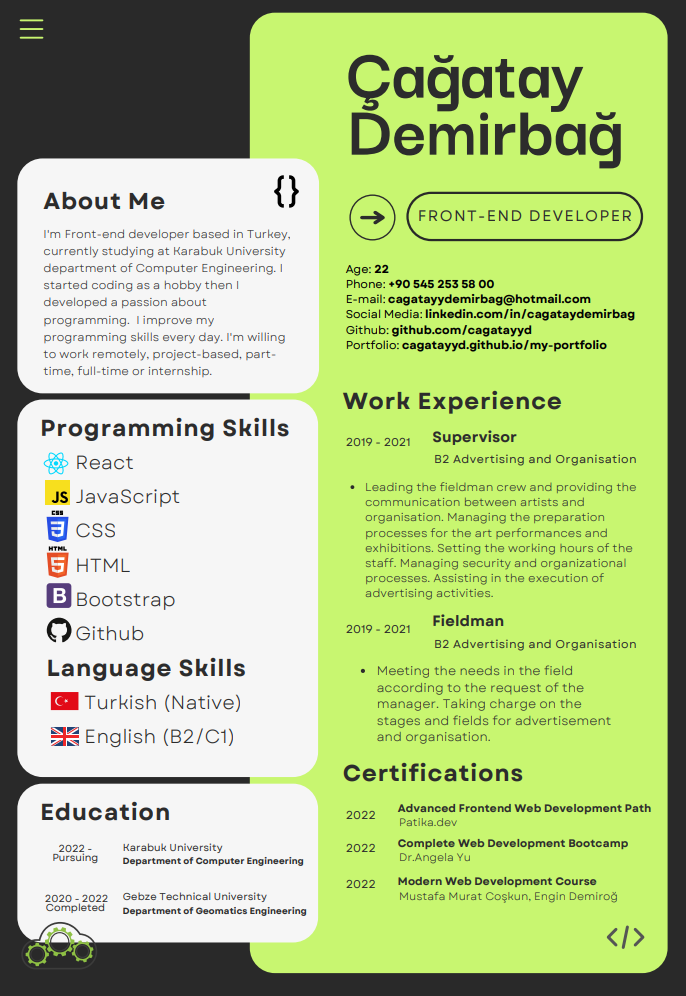 Çağatay
Demirbağ
FRONT-END DEVELOPER
Age: 22
Phone: +90 545 253 58 00
E-mail: cagatayydemirbag@hotmail.com
Social Media: linkedin.com/in/cagataydemirbag
Github: github.com/cagatayyd
Portfolio: cagatayyd.github.io/my-portfolio
{}
About Me
I'm Front-end developer based in Turkey,
currently studying at Karabuk University
department of Computer Engineering. I
started coding as a hobby then I
developed a passion about
programming.  I improve my
programming skills every day. I'm willing
to work remotely, project-based, part-
time, full-time or internship.
Programming Skills
React
JS JavaScript
CSS
3 CSS
HTML
5 HTML
B Bootstrap
Github
Language Skills
Turkish (Native)
English (B2/C1)
Education
2022 -
Pursuing
Karabuk University
Department of Computer Engineering
2020 - 2022
Completed
Gebze Technical University
Department of Geomatics Engineering
Work Experience
2019 - 2021
Supervisor
B2 Advertising and Organisation
• Leading the fieldman crew and providing the
communication between artists and
organisation. Managing the preparation
processes for the art performances and
exhibitions. Setting the working hours of the
staff. Managing security and organizational
processes. Assisting in the execution of
advertising activities.
2019 - 2021
Fieldman
B2 Advertising and Organisation
• Meeting the needs in the field
according to the request of the
manager. Taking charge on the
stages and fields for advertisement
and organisation.
Certifications
2022
Advanced Frontend Web Development Path
Patika.dev
2022
Complete Web Development Bootcamp
Dr.Angela Yu
2022
Modern Web Development Course
Mustafa Murat Coşkun, Engin Demiroğ
</>